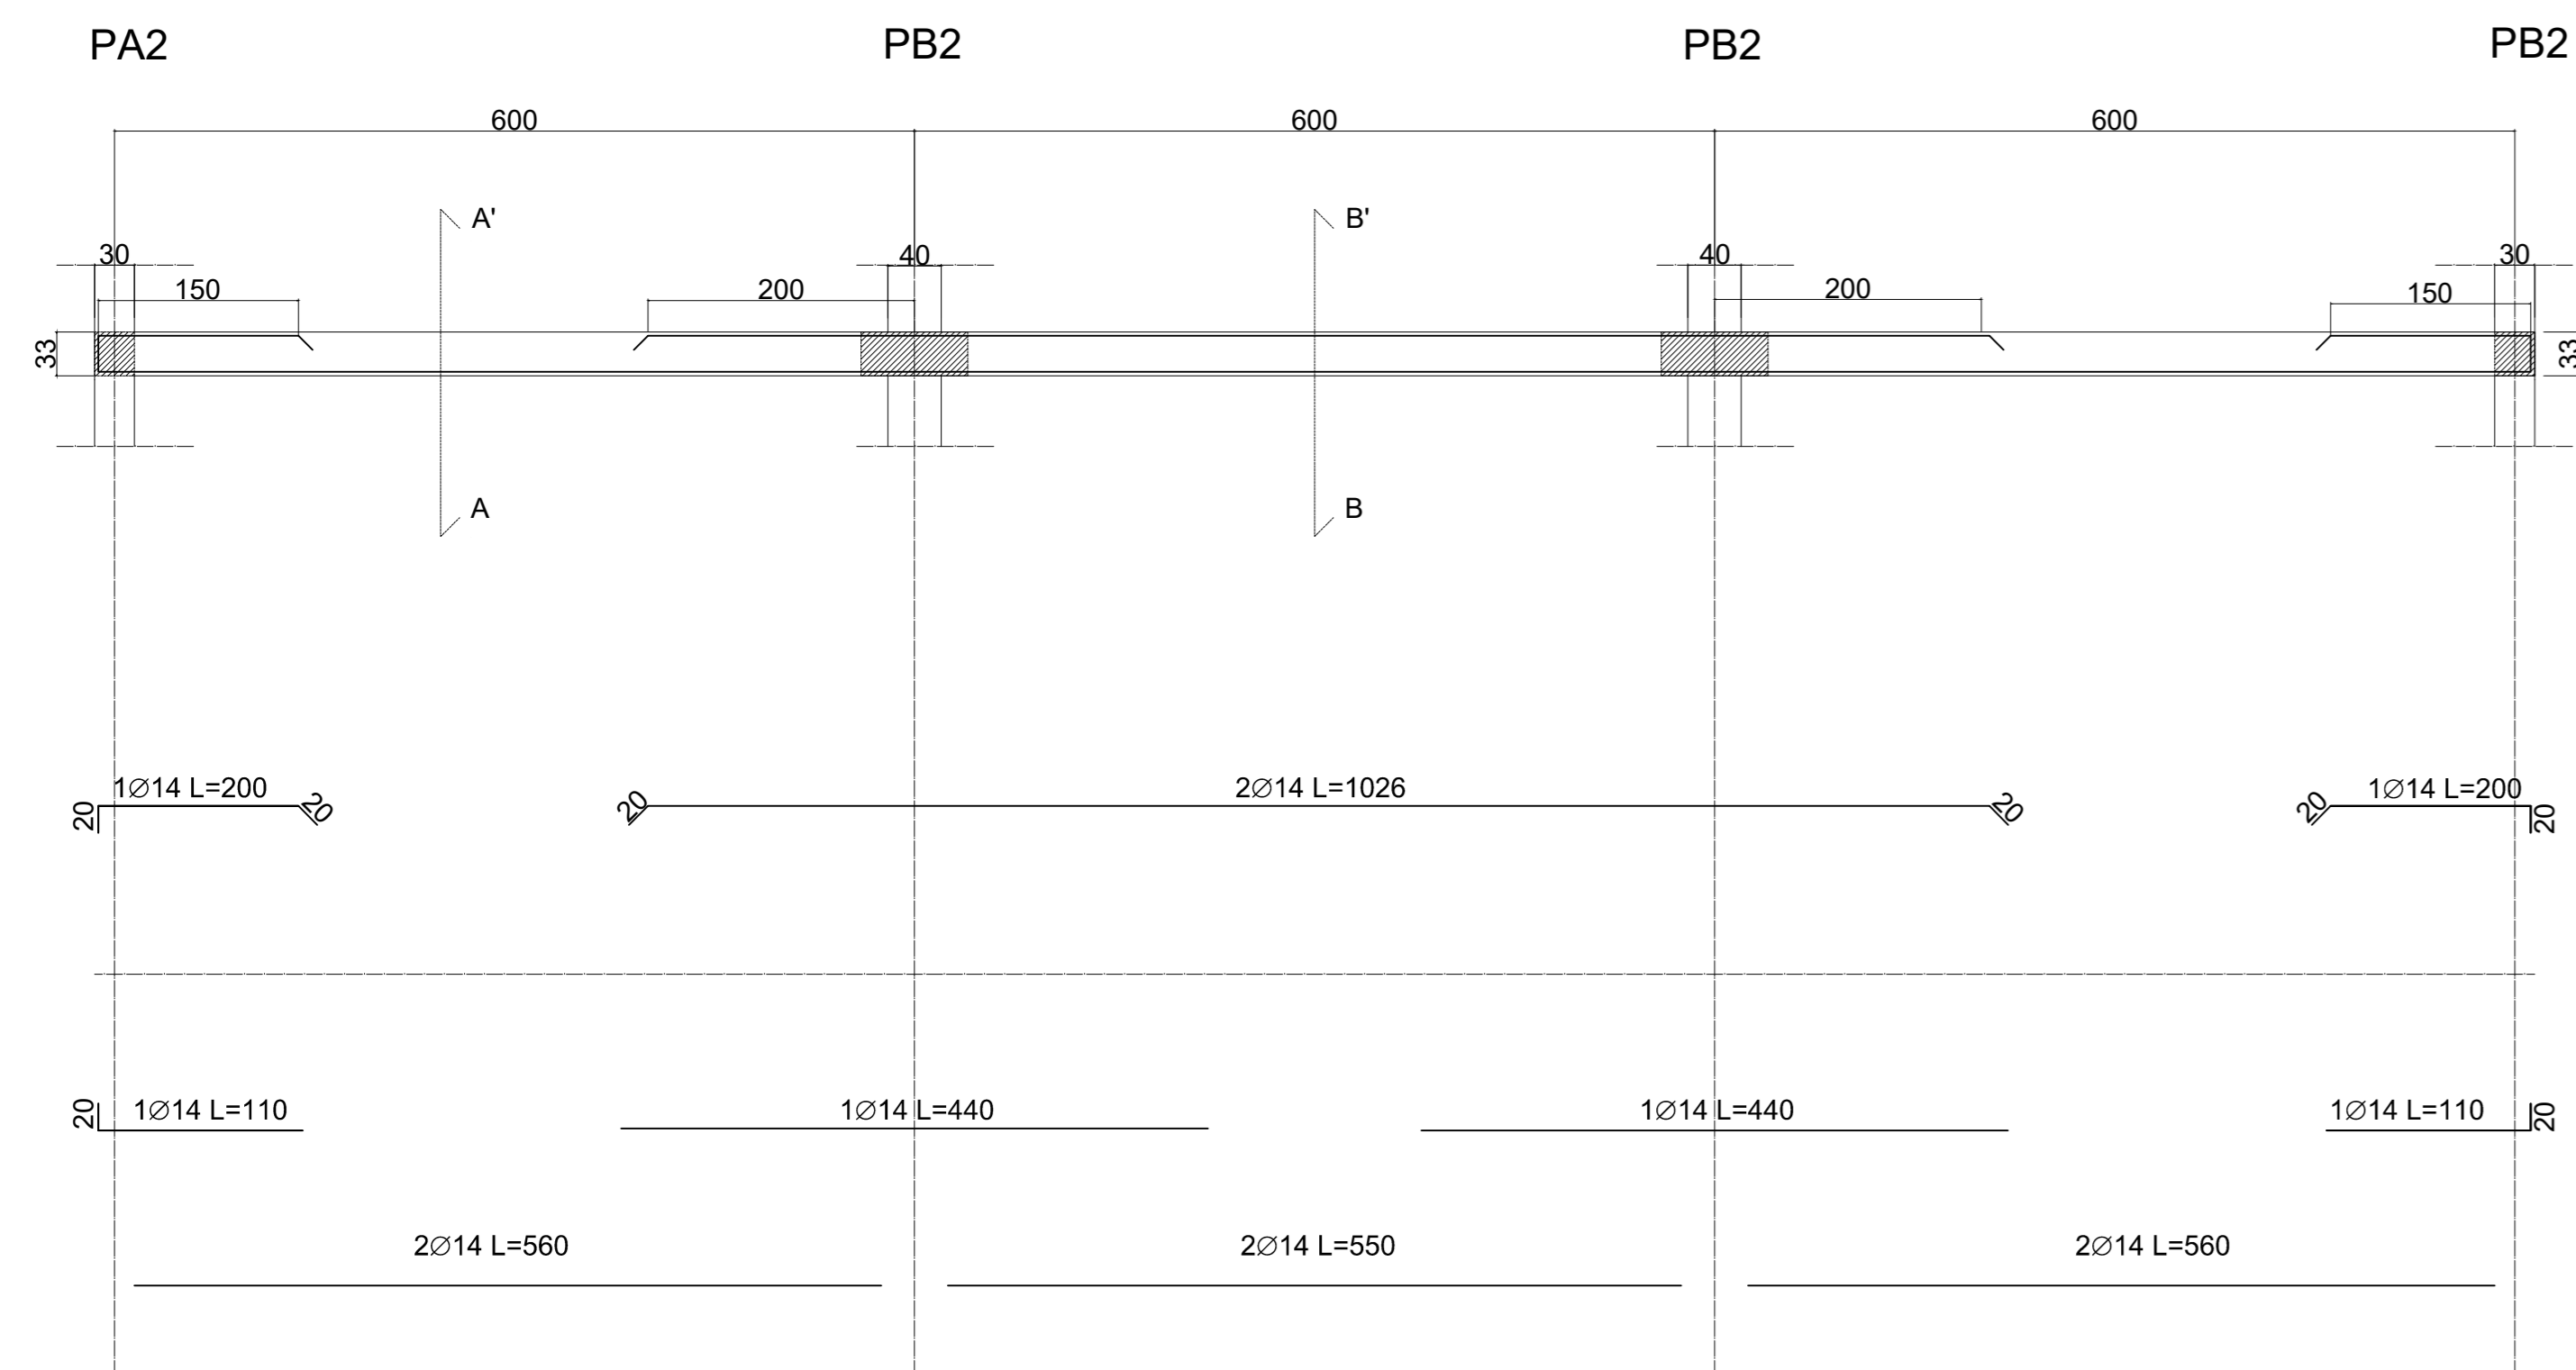 PA2 PB2 PB2 PB2
600 600 600
A' B'
30 40 40 30
150 200 200 150
33 33
A B
1∅14 L=200 2∅14 L=1026 1∅14 L=200
20 20 20 20 20 20
1∅14 L=110 1∅14 L=440 1∅14 L=440 1∅14 L=110
20 20
2∅14 L=560 2∅14 L=550 2∅14 L=560